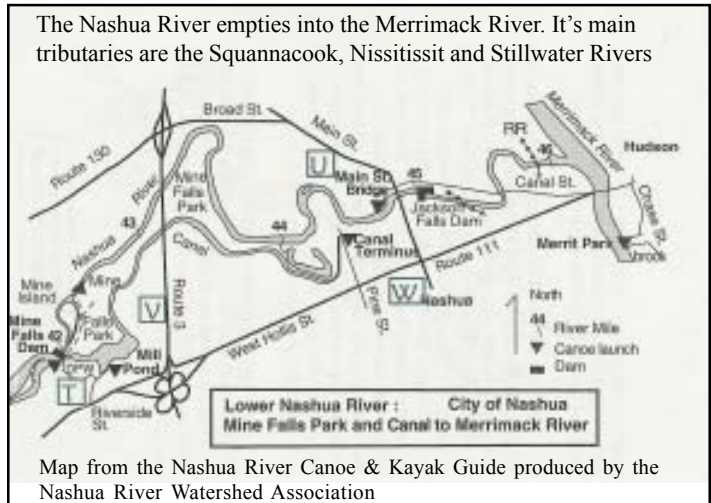 The Nashua River empties into the Merrimack River. It's main
tributaries are the Squannacook, Nissitissit and Stillwater Rivers
Broad St.
Main St.
Route 130
Merrimack River
RR
46
Hudson
U
Main St.
Bridge
45
Canal St.
Mine
Falls
Park
River
43
Nashua
Jackson
Falls Dam
Chase St.
Canal
44
Canal
Terminus
Route 111
Merrit Park
brook
Mine
Island
Mine
Falls
Park
V
Route 3
Pine St.
W
Nashua
North
44
River Mile
Canoe launch
Dam
Mine
Falls 42
Dam
DPW
Mill
Pond
West Hollis St.
T
Riverside
St.
Lower Nashua River : City of Nashua
Mine Falls Park and Canal to Merrimack River
Map from the Nashua River Canoe & Kayak Guide produced by the
Nashua River Watershed Association